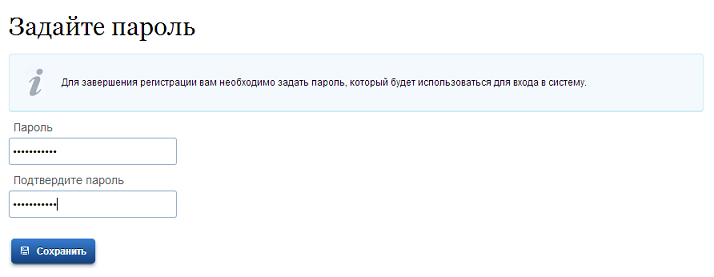 Задайте пароль
Для завершения регистрации вам необходимо задать пароль, который будет использоваться для входа в систему.
Пароль
•••••••••••
Подтвердите пароль
•••••••••••
Сохранить